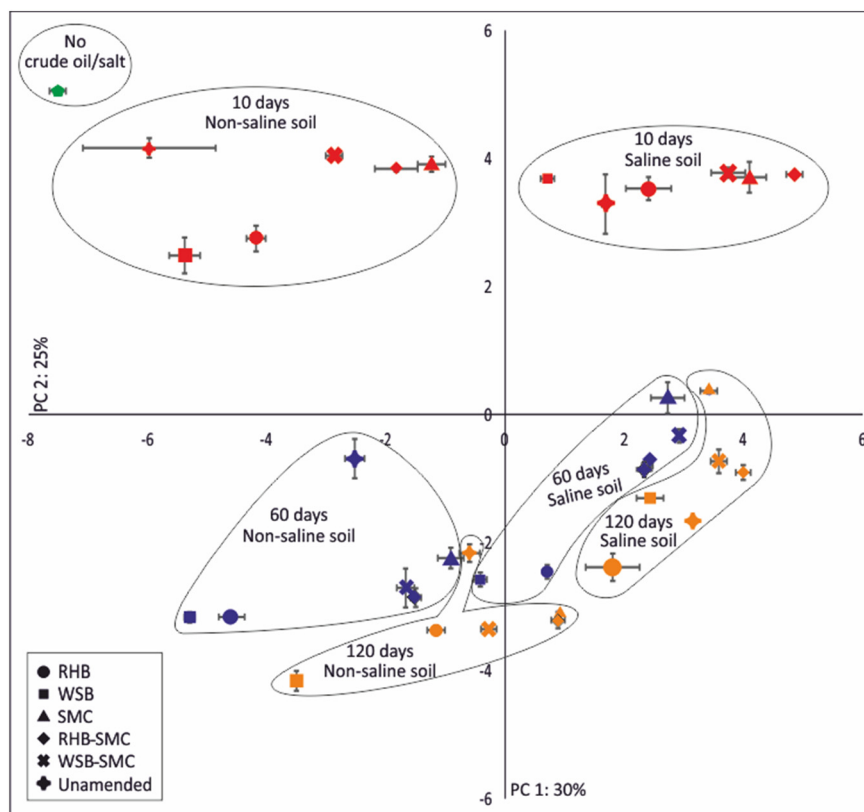 6
No
crude oil/salt
10 days
Non-saline soil
10 days
Saline soil
4
2
PC 2: 25%
0
-8
-6
-4
-2
0
2
4
6
60 days
Non-saline soil
60 days
Saline soil
120 days
Saline soil
-2
120 days
Non-saline soil
-4
RHB
WSB
SMC
RHB-SMC
WSB-SMC
Unamended
PC 1: 30%
-6